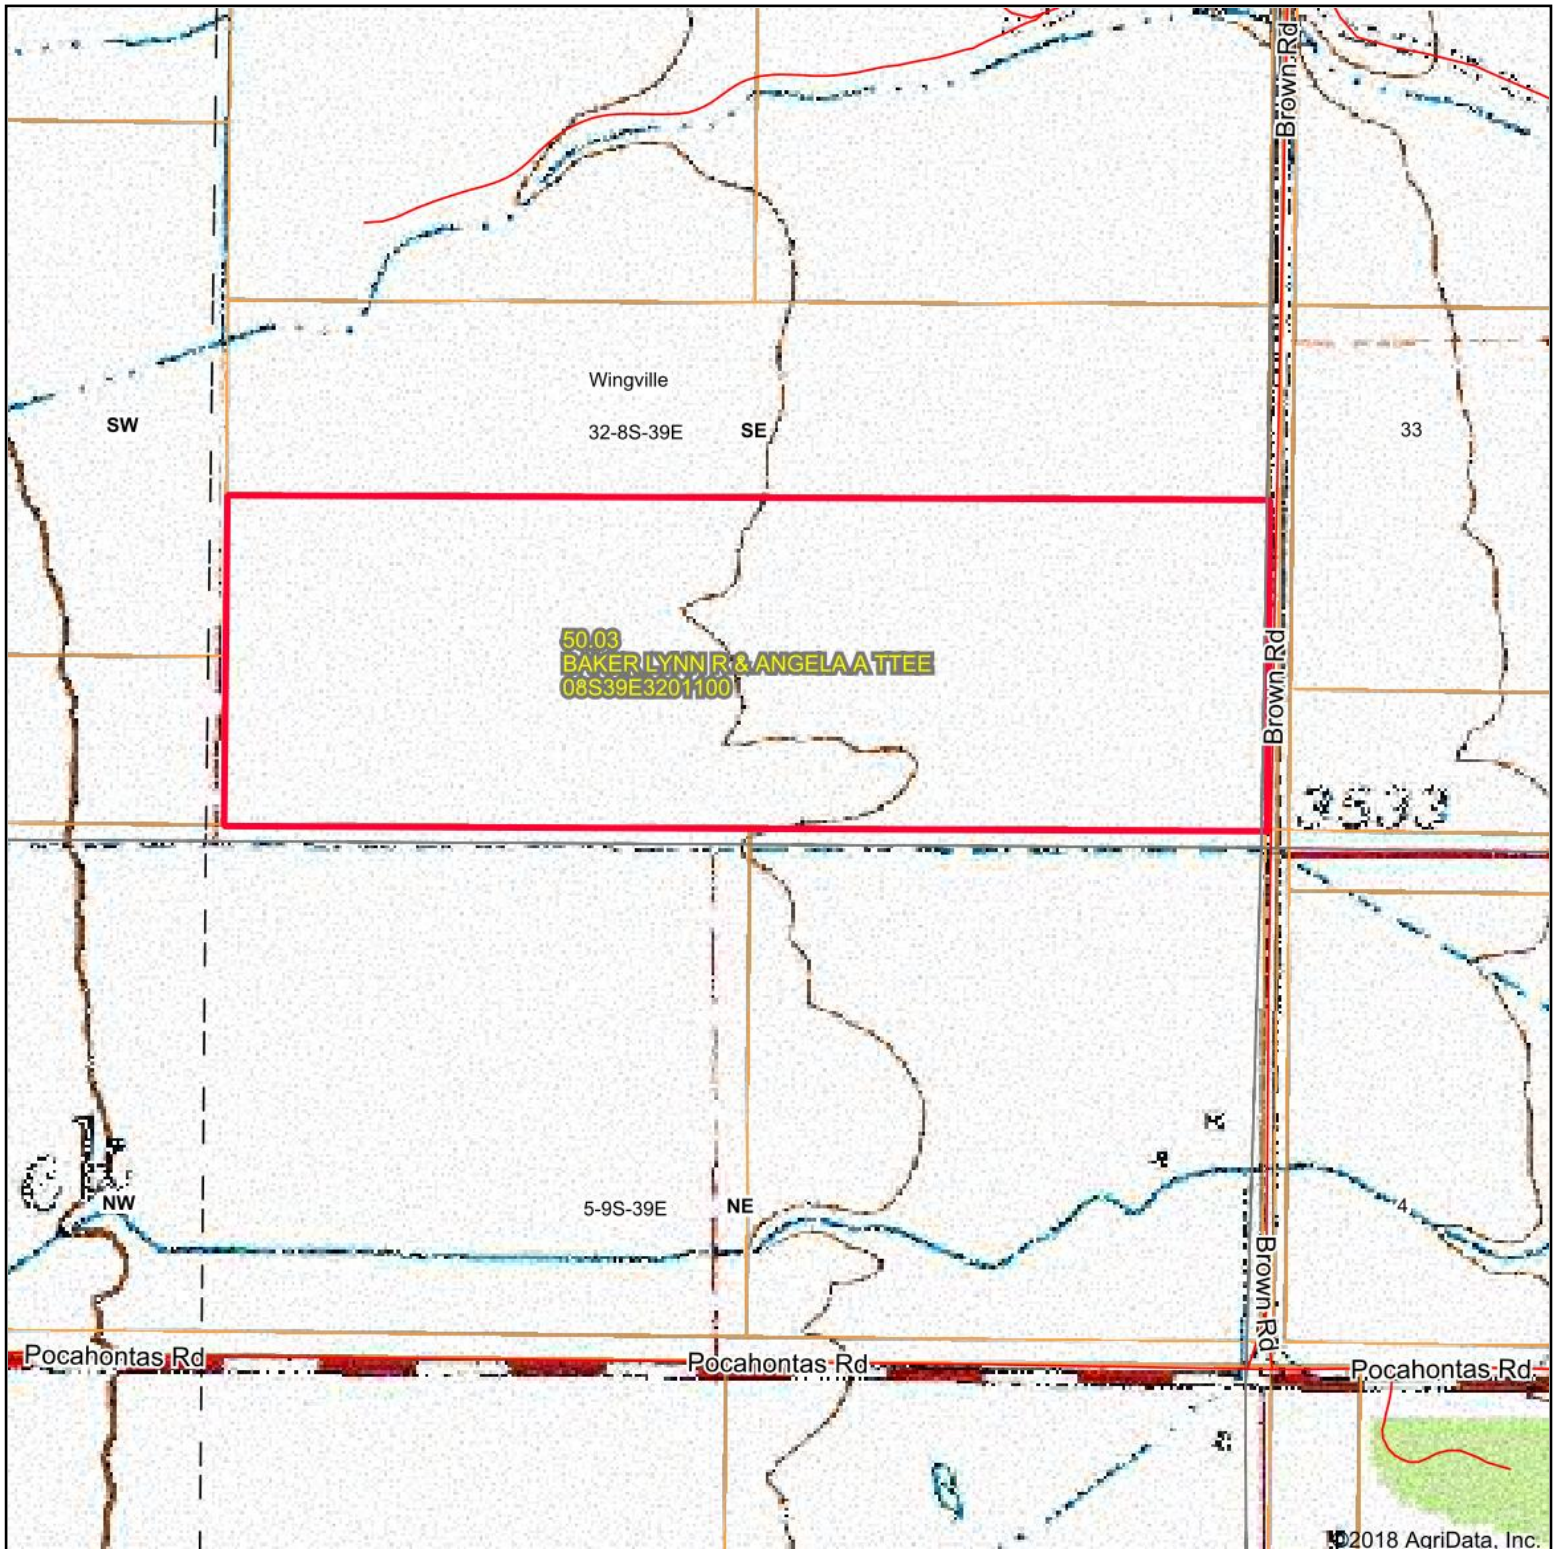 Brown Rd
Wingville
SW
32-8S-39E
SE
33
50.03
BAKER LYNN R & ANGELA A TTEE
08S39E3201100
Brown Rd
3533
NW
5-9S-39E
NE
4
Brown Rd
Pocahontas Rd
Pocahontas Rd
Pocahontas Rd
©2018 AgriData, Inc.